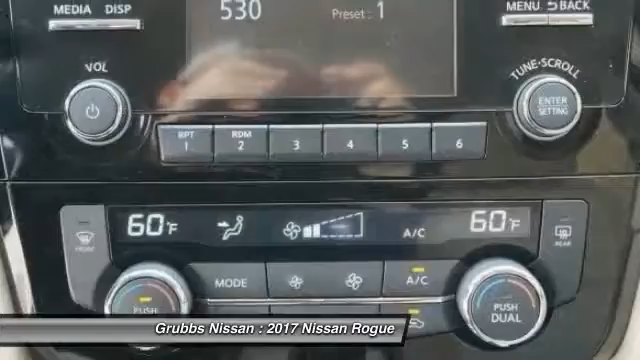 MEDIA DISP
530 Preset : 1
MENU BACK
VOL
TUNE·SCROLL
ENTER
SETTING
RPT
1
RDM
2
3
4
5
6
60°F
A/C
60°F
FRONT
REAR
MODE
A/C
PUSH
PUSH
DUAL
Grubbs Nissan : 2017 Nissan Rogue